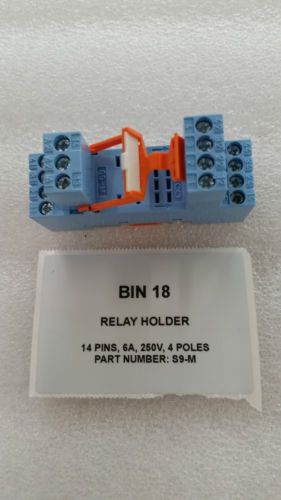 BIN 18
RELAY HOLDER
14 PINS, 6A, 250V, 4 POLES
PART NUMBER: S9-M